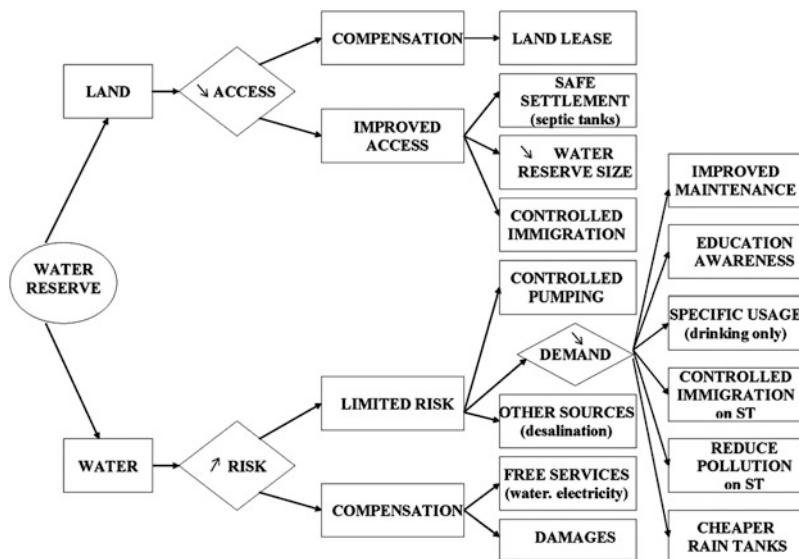 COMPENSATION
LAND LEASE
LAND
↘ ACCESS
SAFE
SETTLEMENT
(septic tanks)
IMPROVED
ACCESS
↘ WATER
RESERVE SIZE
CONTROLLED
IMMIGRATION
WATER
RESERVE
CONTROLLED
PUMPING
↘
DEMAND
LIMITED RISK
OTHER SOURCES
(desalination)
WATER
↗ RISK
FREE SERVICES
(water. electricity)
COMPENSATION
DAMAGES
IMPROVED
MAINTENANCE
EDUCATION
AWARENESS
SPECIFIC USAGE
(drinking only)
CONTROLLED
IMMIGRATION
on ST
REDUCE
POLLUTION
on ST
CHEAPER
RAIN TANKS